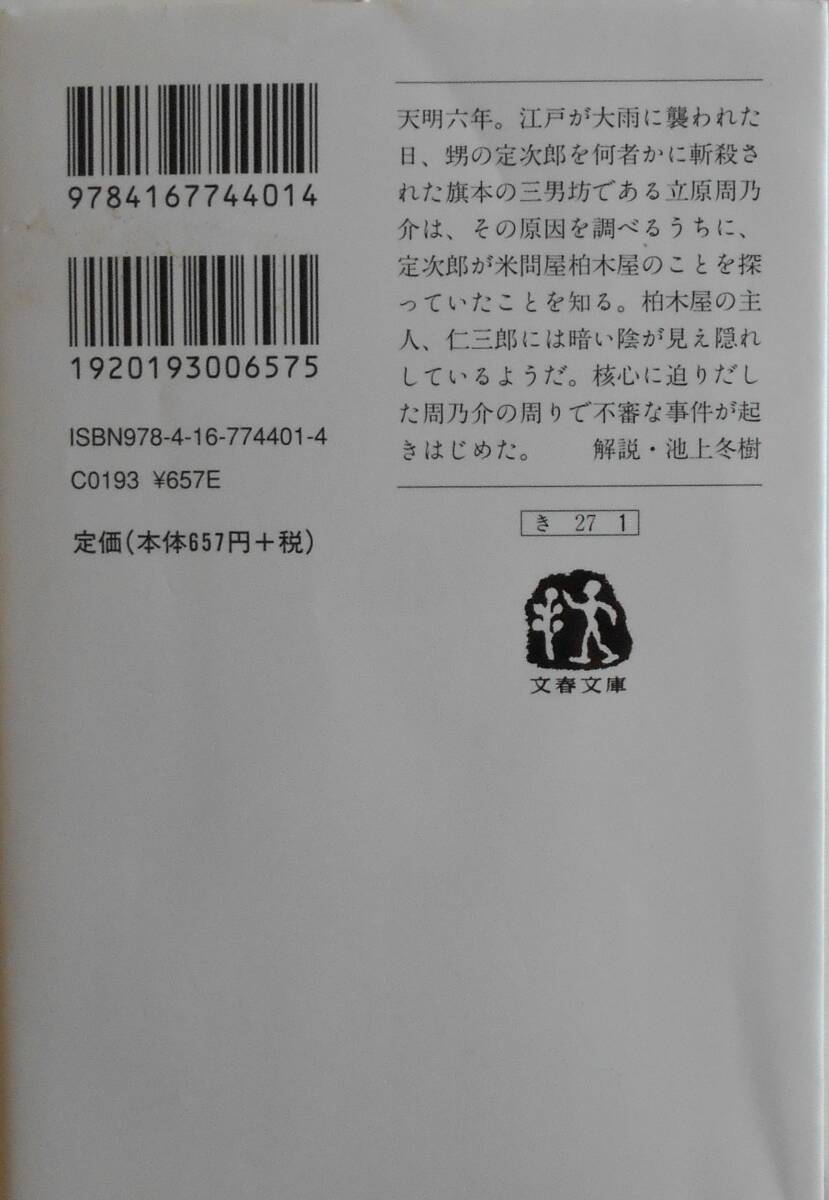 9784167744014
1920193006575
ISBN978-4-16-774401-4
C0193 ¥657E
定価(本体657円+税)
天明六年。江戸が大雨に襲われた
日、甥の定次郎を何者かに斬殺さ
れた旗本の三男坊である立原周乃
介は、その原因を調べるうちに、
定次郎が米問屋柏木屋のことを探
っていたことを知る。柏木屋の主
人、仁三郎には暗い陰が見え隠れ
しているようだ。核心に迫りだし
た周乃介の周りで不審な事件が起
きはじめた。 解説・池上冬樹
き 27 1
文春文庫